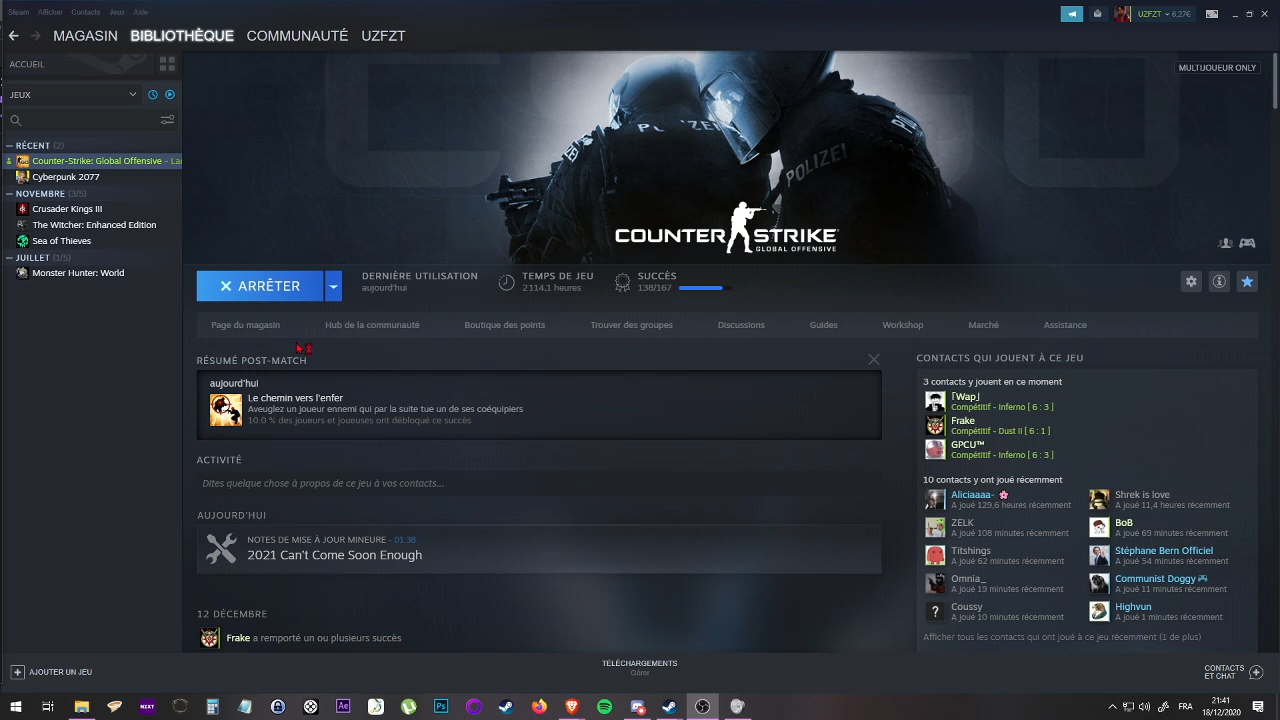 Steam Afficher Contacts Jeux Aide
UZFZT 6,27€
MAGASIN BIBLIOTHÈQUE COMMUNAUTÉ UZFZT
ACCUEIL
MULTIJOUEUR ONLY
JEUX
RÉCENT (2)
Counter-Strike: Global Offensive - Lan
Cyberpunk 2077
NOVEMBRE (3/5)
Crusader Kings III
The Witcher: Enhanced Edition
Sea of Thieves
JUILLET (1/5)
Monster Hunter: World
POLIZEI
POLIZEI
COUNTER STRIKE
GLOBAL OFFENSIVE
ARRÊTER
DERNIÈRE UTILISATION
aujourd'hui
TEMPS DE JEU
2114,1 heures
SUCCÈS
138/167
Page du magasin Hub de la communauté Boutique des points Trouver des groupes Discussions Guides Workshop Marché Assistance
RÉSUMÉ POST-MATCH
aujourd'hui
Le chemin vers l'enfer
Aveuglez un joueur ennemi qui par la suite tue un de ses coéquipiers
10.0 % des joueurs et joueuses ont débloqué ce succès
ACTIVITÉ
Dites quelque chose à propos de ce jeu à vos contacts...
AUJOURD'HUI
NOTES DE MISE À JOUR MINEURE - 01:38
2021 Can't Come Soon Enough
12 DÉCEMBRE
Frake a remporté un ou plusieurs succès
CONTACTS QUI JOUENT À CE JEU
3 contacts y jouent en ce moment
「Wap」
Compétitif - Inferno [ 6 : 3 ]
Frake
Compétitif - Dust II [ 6 : 1 ]
GPCU™
Compétitif - Inferno [ 6 : 3 ]
10 contacts y ont joué récemment
Aliciaaaa- 🌸
A joué 129,6 heures récemment
Shrek is love
A joué 11,4 heures récemment
ZELK
A joué 108 minutes récemment
BoB
A joué 69 minutes récemment
Titshings
A joué 62 minutes récemment
Stéphane Bern Officiel
A joué 54 minutes récemment
Omnia_
A joué 19 minutes récemment
Communist Doggy
A joué 11 minutes récemment
Coussy
A joué 10 minutes récemment
Highvun
A joué 1 minutes récemment
Afficher tous les contacts qui ont joué à ce jeu récemment (1 de plus)
AJOUTER UN JEU
TÉLÉCHARGEMENTS
Gérer
CONTACTS
ET CHAT
NZXT
Ae
Ps
FRA
21:41
18/12/2020